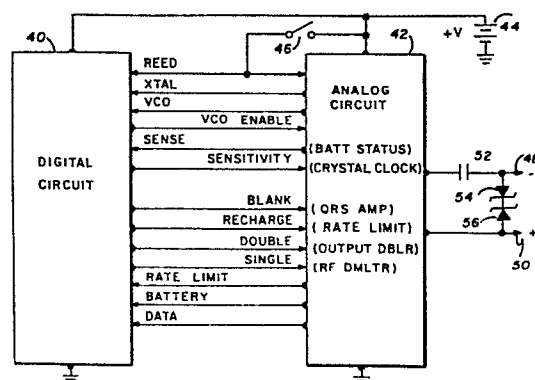 40
46
42
+V
44
REED
XTAL
VCO
VCO ENABLE
SENSE
SENSITIVITY
BLANK
RECHARGE
DOUBLE
SINGLE
RATE LIMIT
BATTERY
DATA
DIGITAL
CIRCUIT
ANALOG
CIRCUIT
(BATT STATUS)
(CRYSTAL CLOCK)
(QRS AMP)
(RATE LIMIT)
(OUTPUT DBLR)
(RF DMLTR)
52
48
-
54
56
+
50